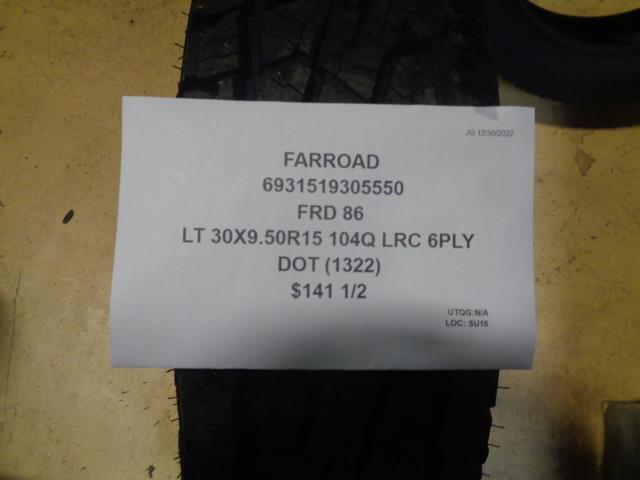 JG 12/30/2022
FARROAD
6931519305550
FRD 86
LT 30X9.50R15 104Q LRC 6PLY
DOT (1322)
$141 1/2
UTQG:N/A
LOC: SU16